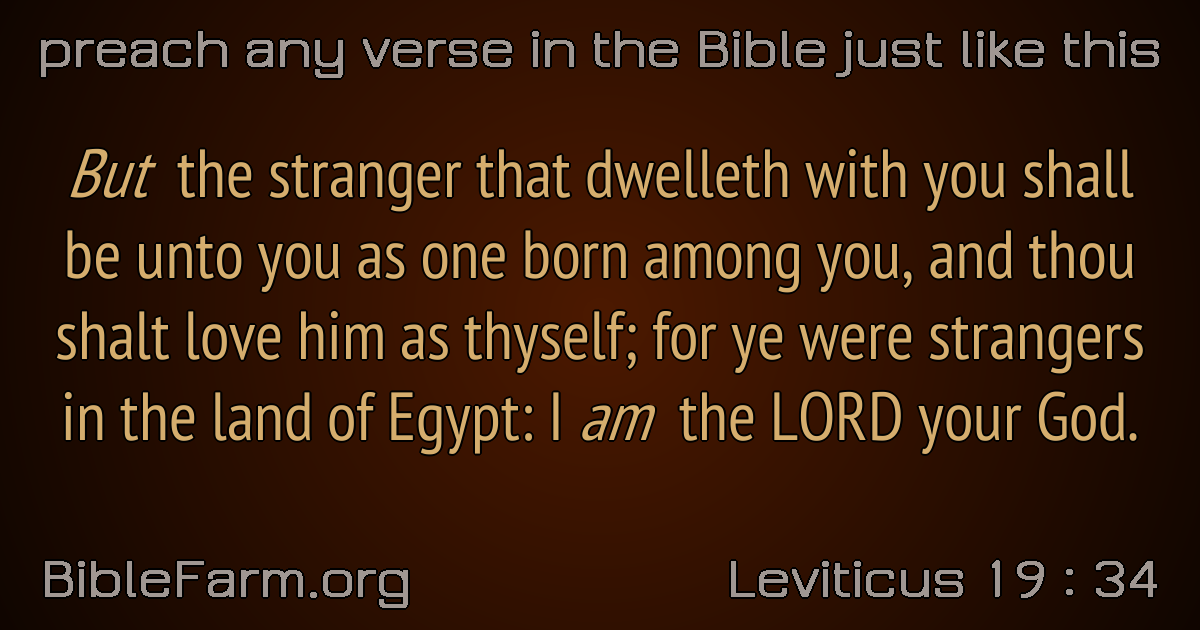 preach any verse in the Bible just like this
But the stranger that dwelleth with you shall
be unto you as one born among you, and thou
shalt love him as thyself; for ye were strangers
in the land of Egypt: I am the LORD your God.
BibleFarm.org
Leviticus 19 : 34